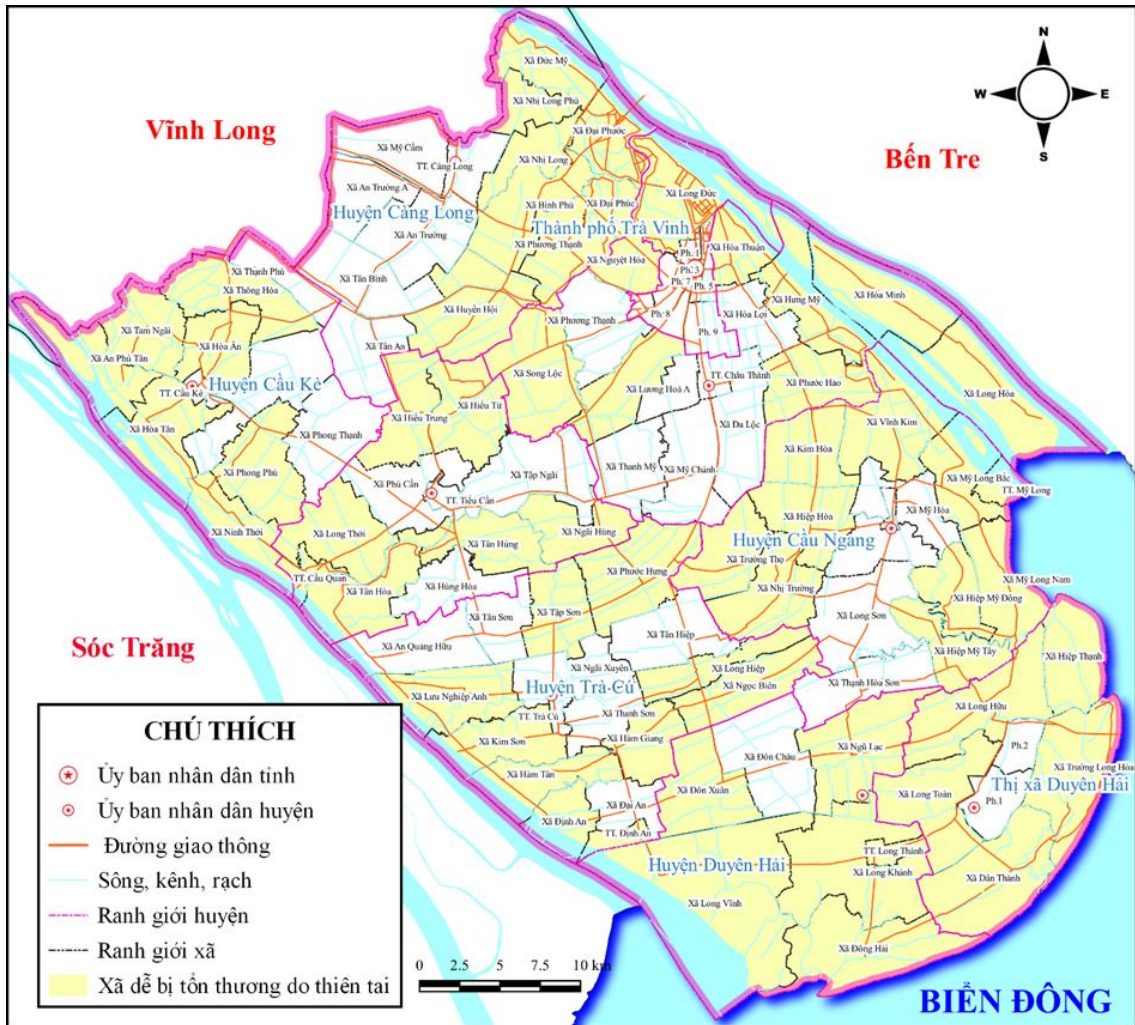 N
W
E
S
Vĩnh Long
Bến Tre
Sóc Trăng
BIỂN ĐÔNG
Xã Đức Mỹ
Xã Nhị Long Phú
Xã Đại Phước
Xã Mỹ Cẩm
TT. Càng Long
Xã Nhị Long
Xã An Trường A
Xã Long Đức
Huyện Càng Long
Xã Bình Phú
Xã Đại Phúc
Thành phố Trà Vinh
Xã An Trường
Xã Phương Thạnh
Ph. 1
Xã Hòa Thuận
Xã Nguyệt Hóa
Ph. 3
Xã Thạnh Phú
Xã Tân Bình
Ph. 7
Ph. 5
Xã Thông Hòa
Xã Hòa Minh
Xã Hưng Mỹ
Xã Huyền Hội
Xã Phương Thạnh
Ph. 8
Xã Hòa Lợi
Xã Tam Ngãi
Ph. 9
Xã Hòa Ân
Xã Tân An
Xã An Phú Tân
Xã Song Lộc
TT. Châu Thành
Xã Phước Hảo
Huyện Cầu Kè
TT. Cầu Kè
Xã Lương Hoà A
Xã Long Hòa
Xã Hiếu Tử
Xã Hiếu Trung
Xã Đa Lộc
Xã Vĩnh Kim
Xã Hòa Tân
Xã Phong Thạnh
Xã Kim Hòa
Xã Phong Phú
Xã Tập Ngãi
Xã Thanh Mỹ
Xã Mỹ Chánh
Xã Mỹ Long Bắc
Xã Phú Cần
TT. Mỹ Long
TT. Tiểu Cần
Xã Mỹ Hòa
Xã Hiệp Hòa
Xã Ninh Thới
Xã Long Thới
Xã Ngãi Hùng
Huyện Cầu Ngang
Xã Tân Hùng
Xã Trường Thọ
Xã Phước Hưng
TT. Cầu Quan
Xã Mỹ Long Nam
Xã Hùng Hòa
Xã Tân Hòa
Xã Nhị Trường
Xã Hiệp Mỹ Đông
Xã Tập Sơn
Xã Tân Sơn
Xã Long Sơn
Xã Tân Hiệp
Xã An Quảng Hữu
Xã Hiệp Mỹ Tây
Xã Hiệp Thạnh
Xã Ngãi Xuyên
Xã Long Hiệp
Xã Thạnh Hòa Sơn
Huyện Trà Cú
Xã Ngọc Biên
Xã Lưu Nghiệp Anh
Xã Long Hữu
TT. Trà Cú
Xã Thanh Sơn
Xã Ngũ Lạc
Xã Kim Sơn
Xã Hàm Giang
Ph.2
Xã Đôn Châu
Xã Trường Long Hòa
Xã Hàm Tân
Thị xã Duyên Hải
Xã Đôn Xuân
Xã Long Toàn
Xã Đại An
Ph.1
Xã Định An
TT. Định An
TT. Long Thành
Huyện Duyên Hải
Xã Long Khánh
Xã Dân Thành
Xã Long Vĩnh
Xã Đông Hải
CHÚ THÍCH
Ủy ban nhân dân tỉnh
Ủy ban nhân dân huyện
Đường giao thông
Sông, kênh, rạch
Ranh giới huyện
Ranh giới xã
Xã dễ bị tổn thương do thiên tai
0 2.5 5 7.5 10 km